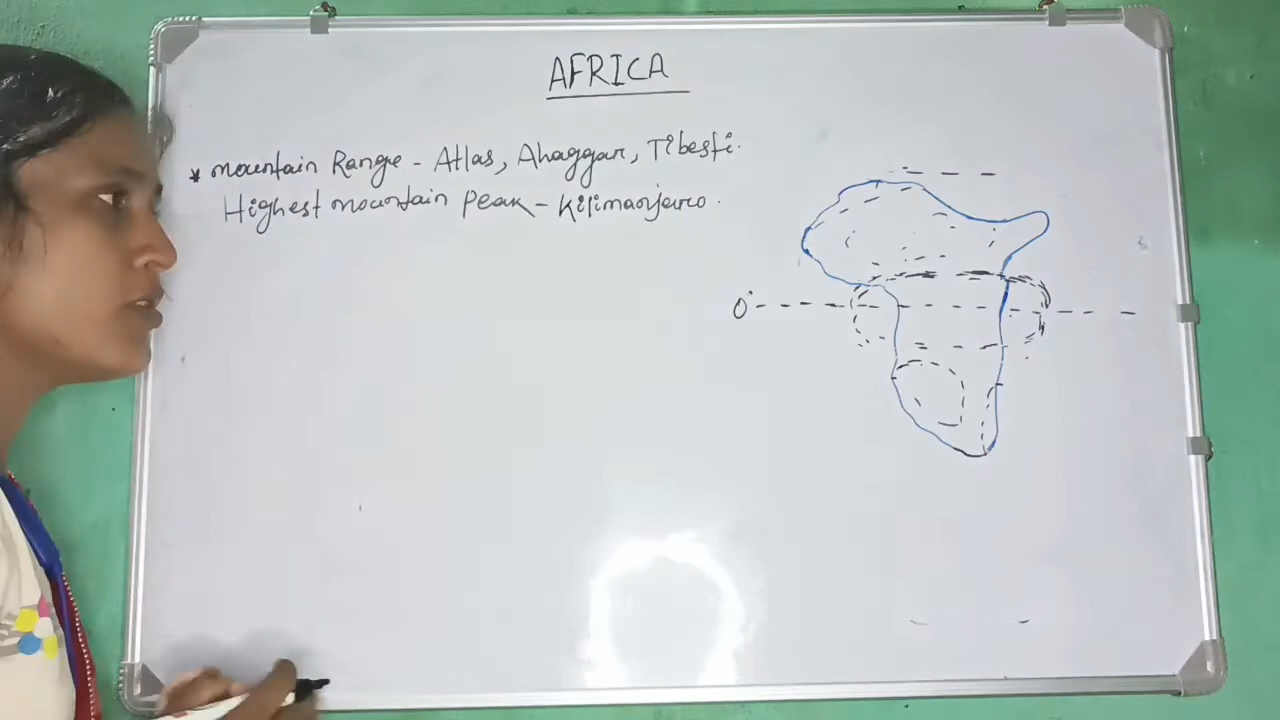 AFRICA
* Mountain Range - Atlas, Ahaggar, Tibesti.
Highest mountain Peak - Kilimanjaro.
0°